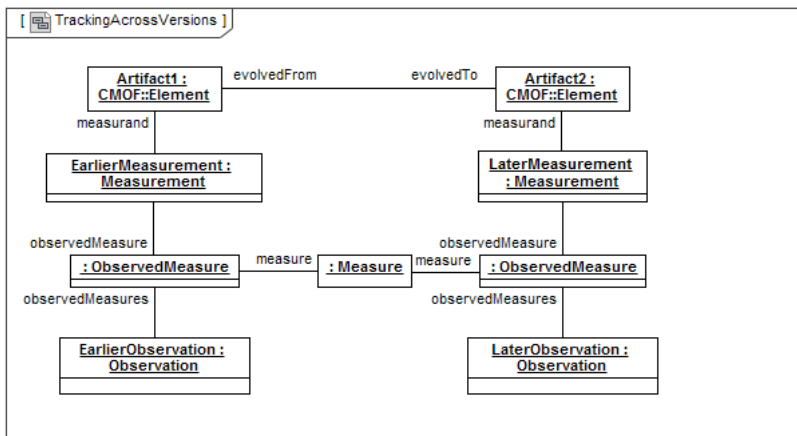 [ TrackingAcrossVersions ]
Artifact1 :
CMOF::Element
evolvedFrom
evolvedTo
Artifact2 :
CMOF::Element
measurand
measurand
EarlierMeasurement :
Measurement
LaterMeasurement
: Measurement
observedMeasure
observedMeasure
: ObservedMeasure
measure
: Measure
measure
: ObservedMeasure
observedMeasures
observedMeasures
EarlierObservation :
Observation
LaterObservation :
Observation